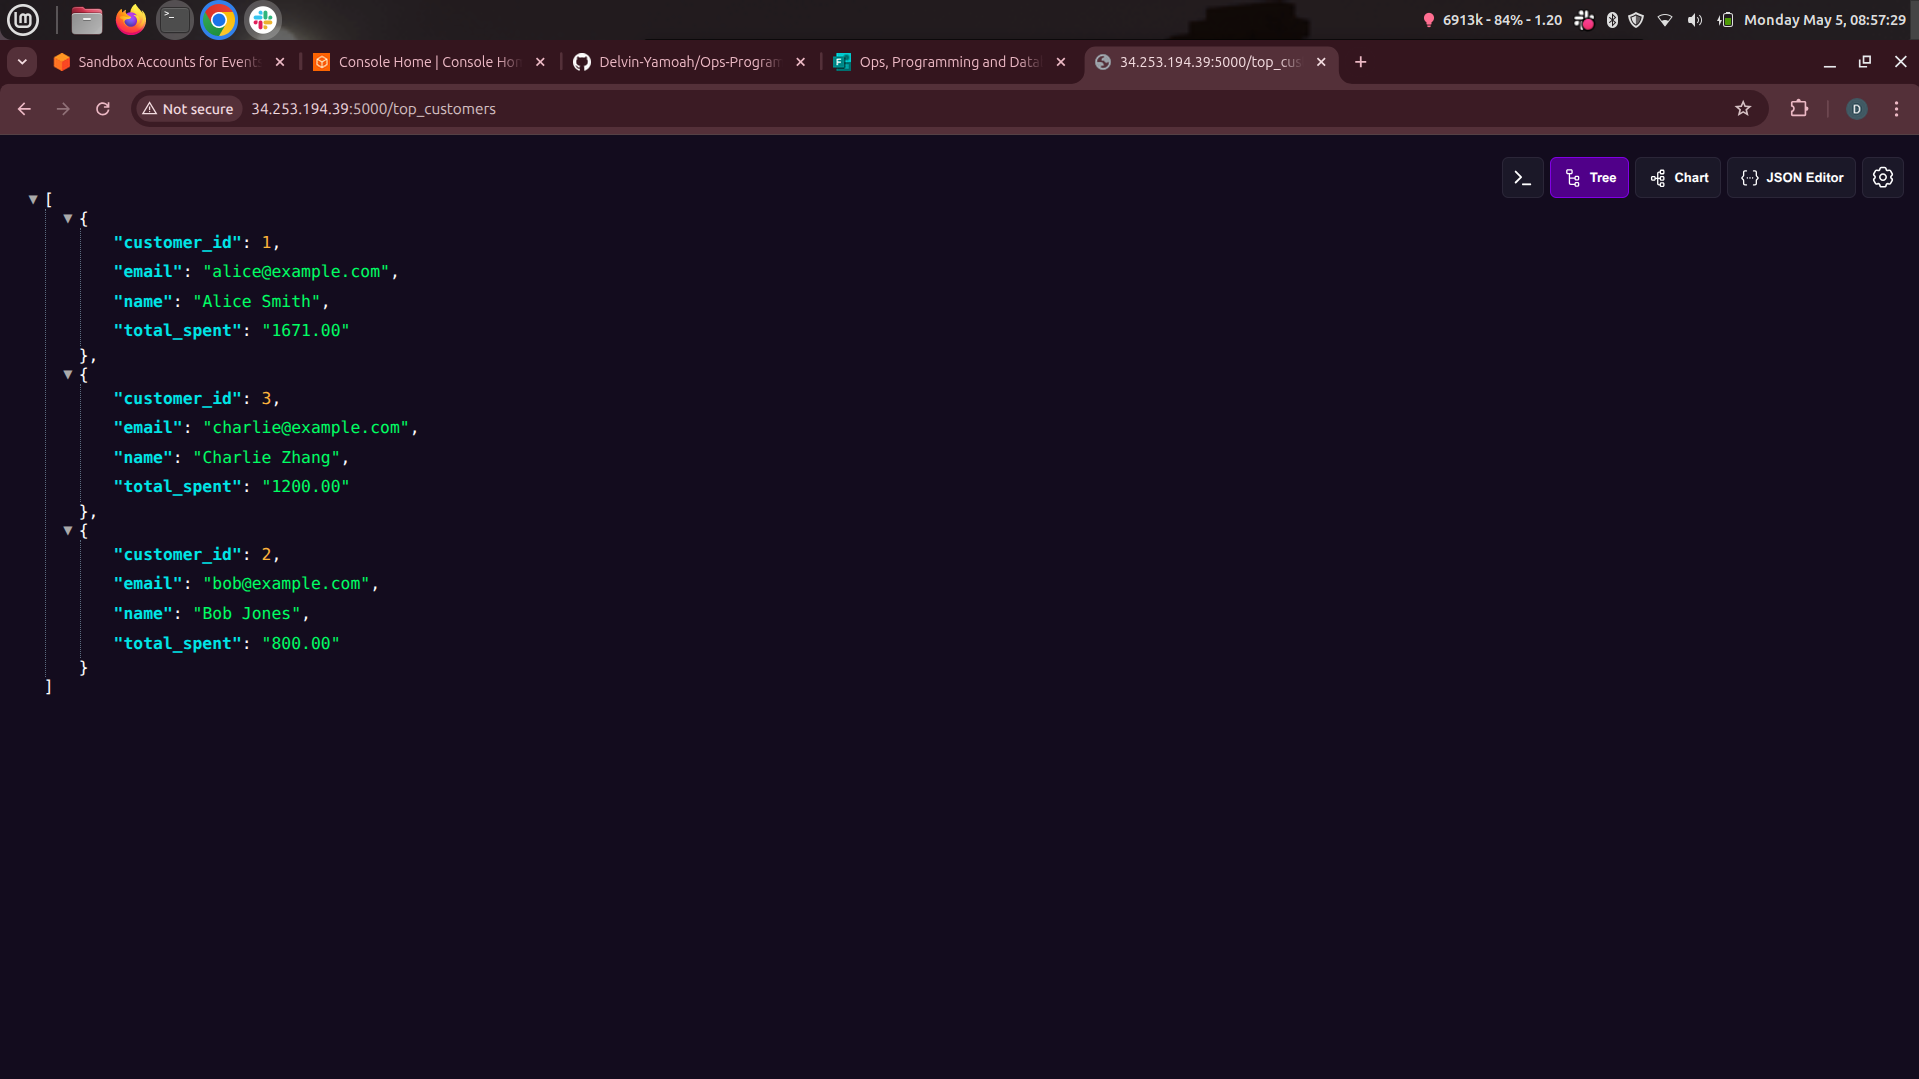 6913k - 84% - 1.20
Monday May 5, 08:57:29
Sandbox Accounts for Events
Console Home | Console Hom
Delvin-Yamoah/Ops-Program
Ops, Programming and Datab
34.253.194.39:5000/top_cus
Not secure
34.253.194.39:5000/top_customers
D
Tree
Chart
JSON Editor
[
{
"customer_id": 1,
"email": "alice@example.com",
"name": "Alice Smith",
"total_spent": "1671.00"
},
{
"customer_id": 3,
"email": "charlie@example.com",
"name": "Charlie Zhang",
"total_spent": "1200.00"
},
{
"customer_id": 2,
"email": "bob@example.com",
"name": "Bob Jones",
"total_spent": "800.00"
}
]